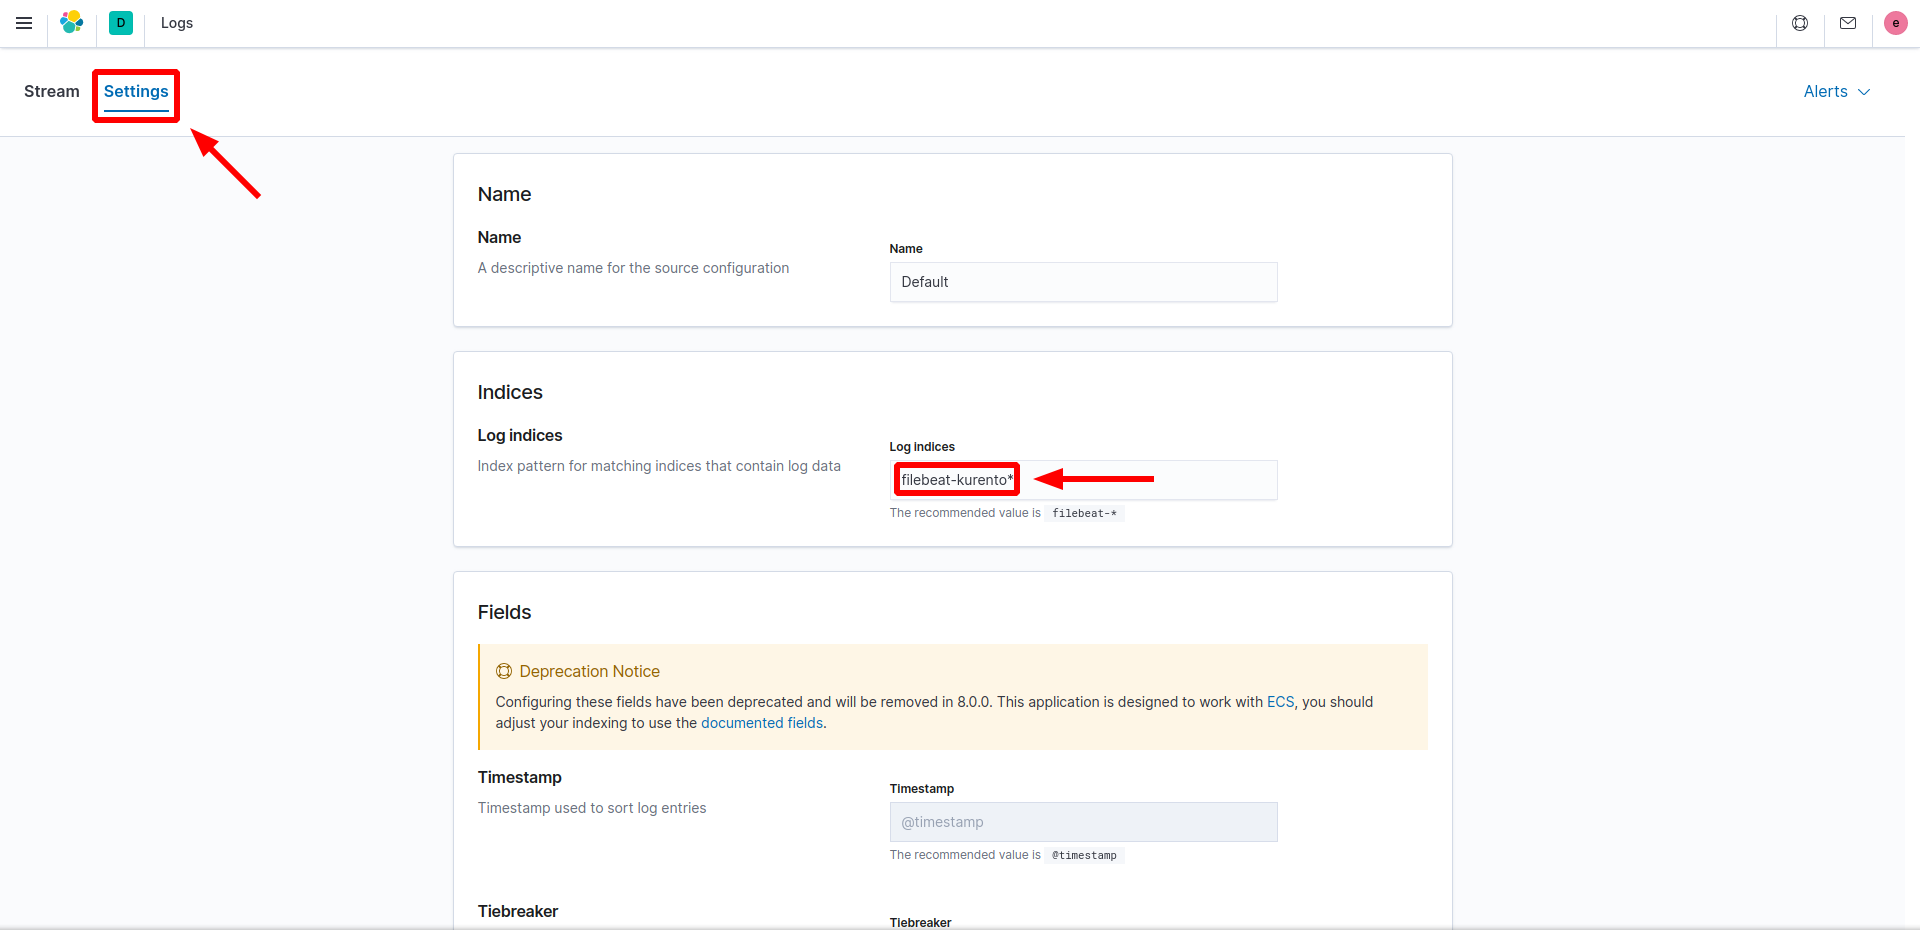 D
Logs
e
Stream
Settings
Alerts
Name
Name
A descriptive name for the source configuration
Name
Default
Indices
Log indices
Index pattern for matching indices that contain log data
Log indices
filebeat-kurento*
The recommended value is filebeat-*
Fields
Deprecation Notice
Configuring these fields have been deprecated and will be removed in 8.0.0. This application is designed to work with ECS, you should
adjust your indexing to use the documented fields.
Timestamp
Timestamp used to sort log entries
Timestamp
@timestamp
The recommended value is @timestamp
Tiebreaker
Tiebreaker